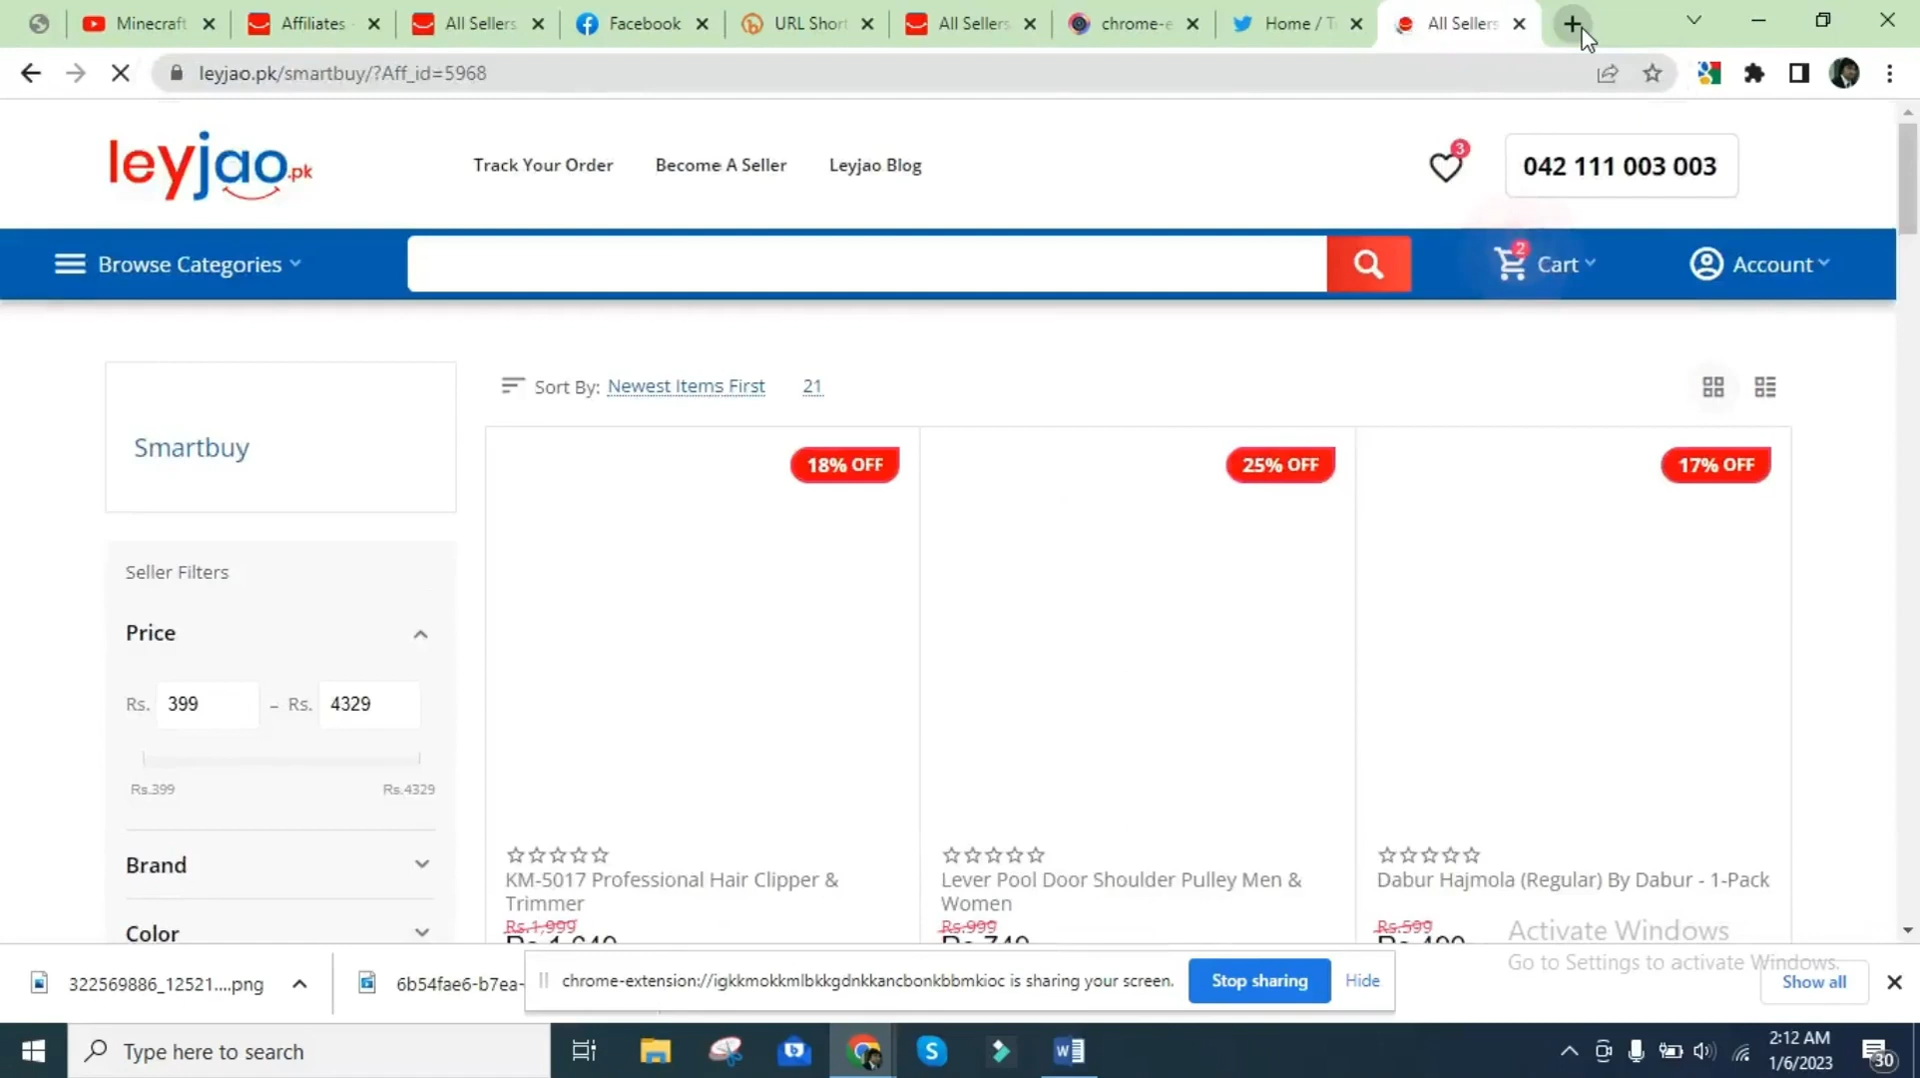 Minecraft
Affiliates
All Sellers
Facebook
URL Short
All Sellers
chrome-e
Home / T
All Sellers
leyjao.pk/smartbuy/?Aff_id=5968
leyjao.pk
Track Your Order
Become A Seller
Leyjao Blog
3
042 111 003 003
Browse Categories
2
Cart
Account
Smartbuy
Sort By: Newest Items First
21
18% OFF
25% OFF
17% OFF
Seller Filters
Price
Rs. 399 – Rs. 4329
Rs.399
Rs.4329
Brand
Color
KM-5017 Professional Hair Clipper &
Trimmer
Rs.1,999
Lever Pool Door Shoulder Pulley Men &
Women
Rs.999
Dabur Hajmola (Regular) By Dabur - 1-Pack
Rs.599
Activate Windows
Go to Settings to activate Windows.
322569886_12521....png
6b54fae6-b7ea-
chrome-extension://igkkmokkmlbkkgdnkkancbonkbbmkioc is sharing your screen.
Stop sharing
Hide
Show all
Type here to search
2:12 AM
1/6/2023
30